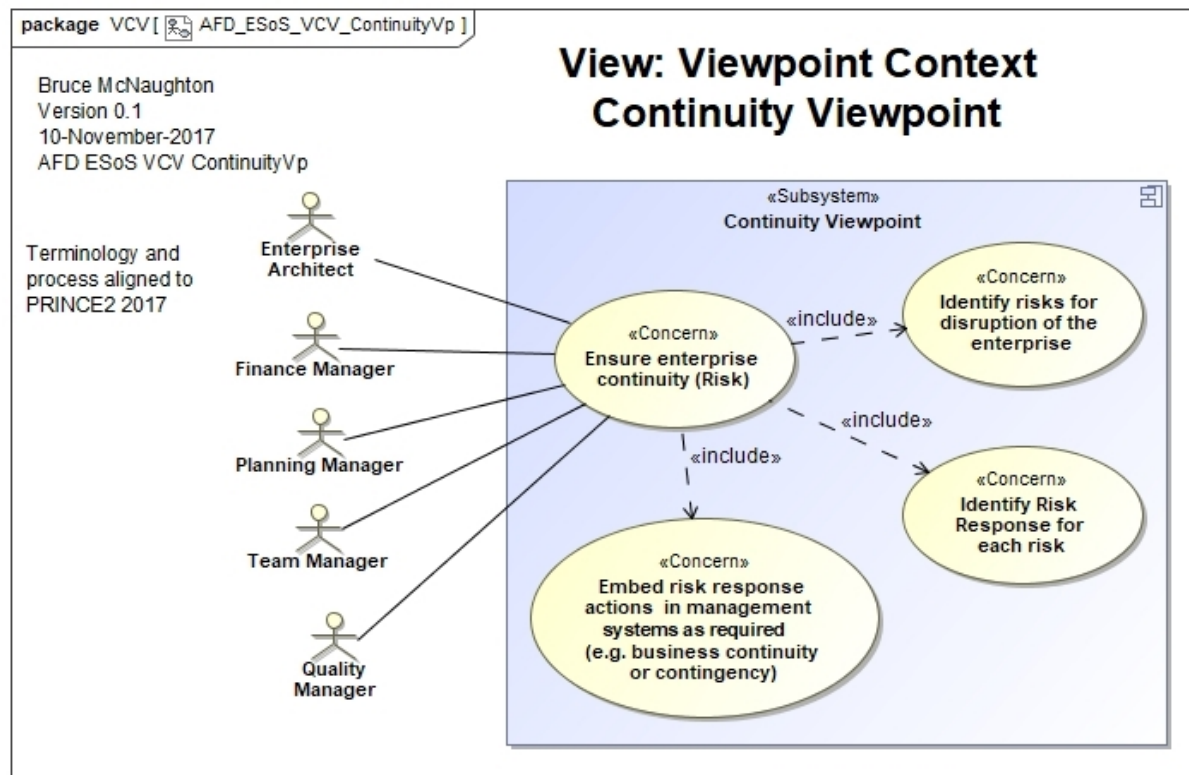 package VCV [ AFD_ESoS_VCV_ContinuityVp ]
View: Viewpoint Context
Continuity Viewpoint
Bruce McNaughton
Version 0.1
10-November-2017
AFD ESoS VCV ContinuityVp
Terminology and
process aligned to
PRINCE2 2017
Enterprise
Architect
Finance Manager
Planning Manager
Team Manager
Quality
Manager
«Subsystem»
Continuity Viewpoint
«Concern»
Ensure enterprise
continuity (Risk)
«include»
«Concern»
Identify risks for
disruption of the
enterprise
«include»
«Concern»
Identify Risk
Response for
each risk
«include»
«Concern»
Embed risk response
actions in management
systems as required
(e.g. business continuity
or contingency)